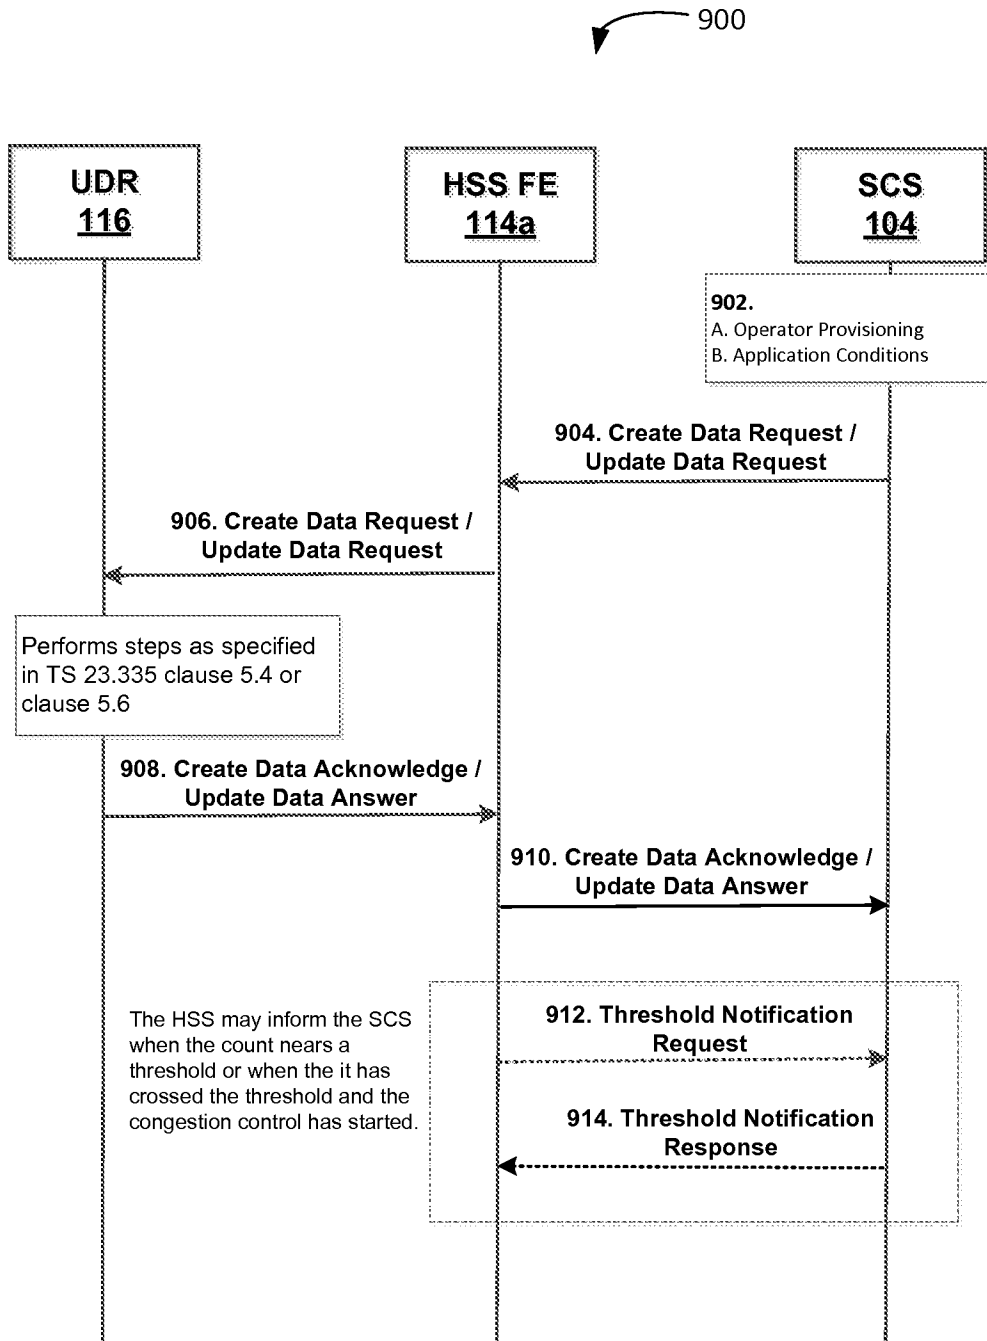 900
UDR
116
HSS FE
114a
SCS
104
902.
A. Operator Provisioning
B. Application Conditions
904. Create Data Request /
Update Data Request
906. Create Data Request /
Update Data Request
Performs steps as specified
in TS 23.335 clause 5.4 or
clause 5.6
908. Create Data Acknowledge /
Update Data Answer
910. Create Data Acknowledge /
Update Data Answer
The HSS may inform the SCS
when the count nears a
threshold or when the it has
crossed the threshold and the
congestion control has started.
912. Threshold Notification
Request
914. Threshold Notification
Response